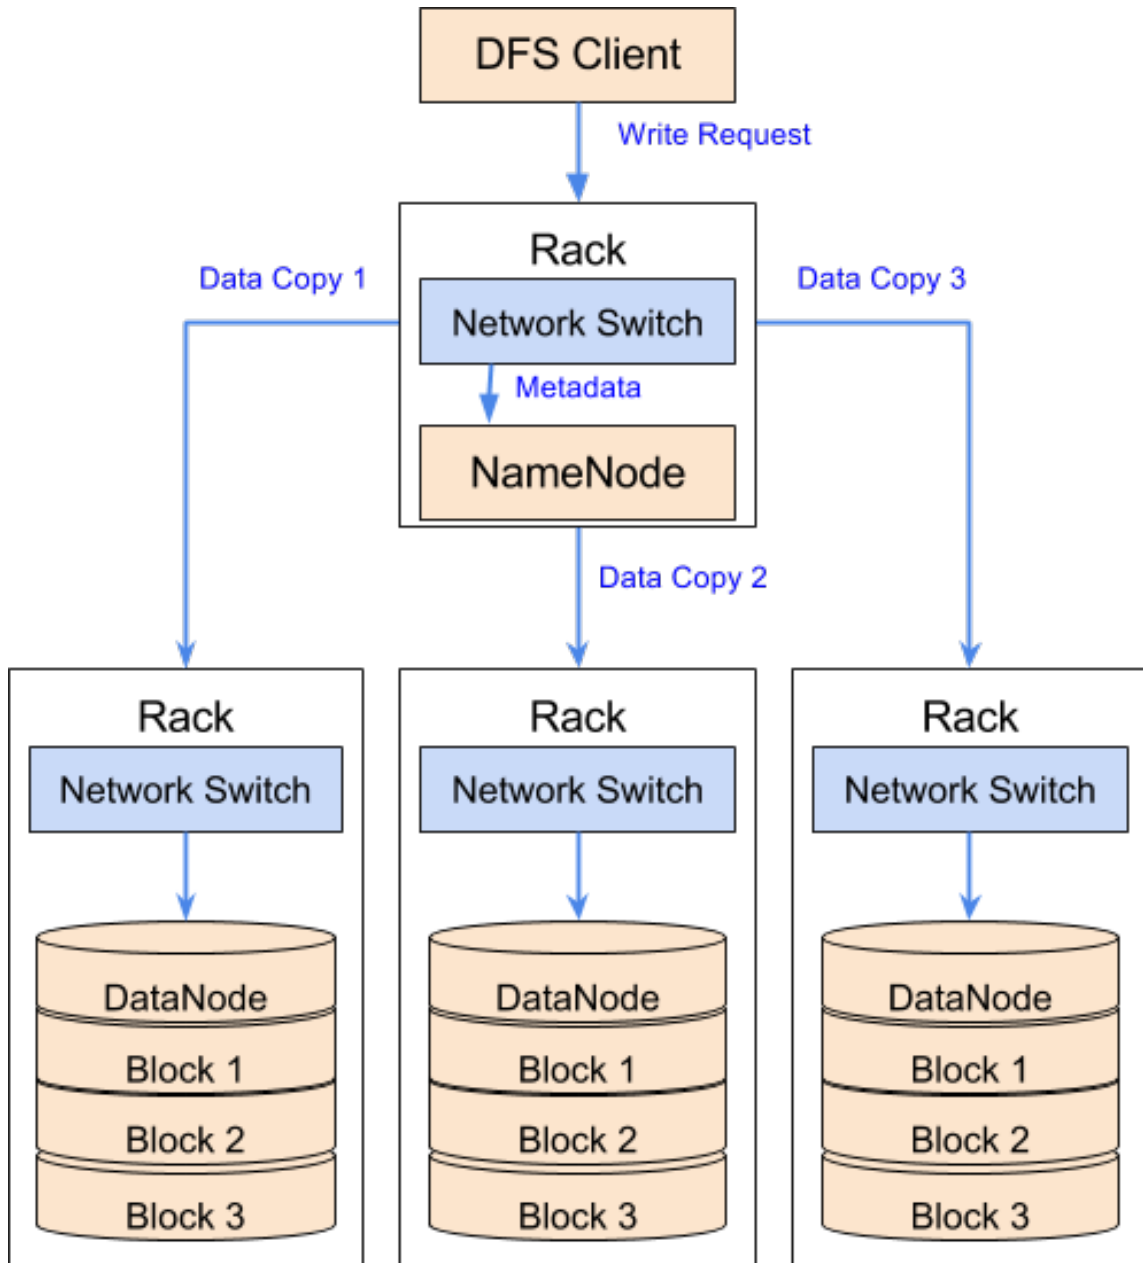 DFS Client
Write Request
Rack
Data Copy 1
Data Copy 3
Network Switch
Metadata
NameNode
Data Copy 2
Rack
Network Switch
DataNode
Block 1
Block 2
Block 3
Rack
Network Switch
DataNode
Block 1
Block 2
Block 3
Rack
Network Switch
DataNode
Block 1
Block 2
Block 3